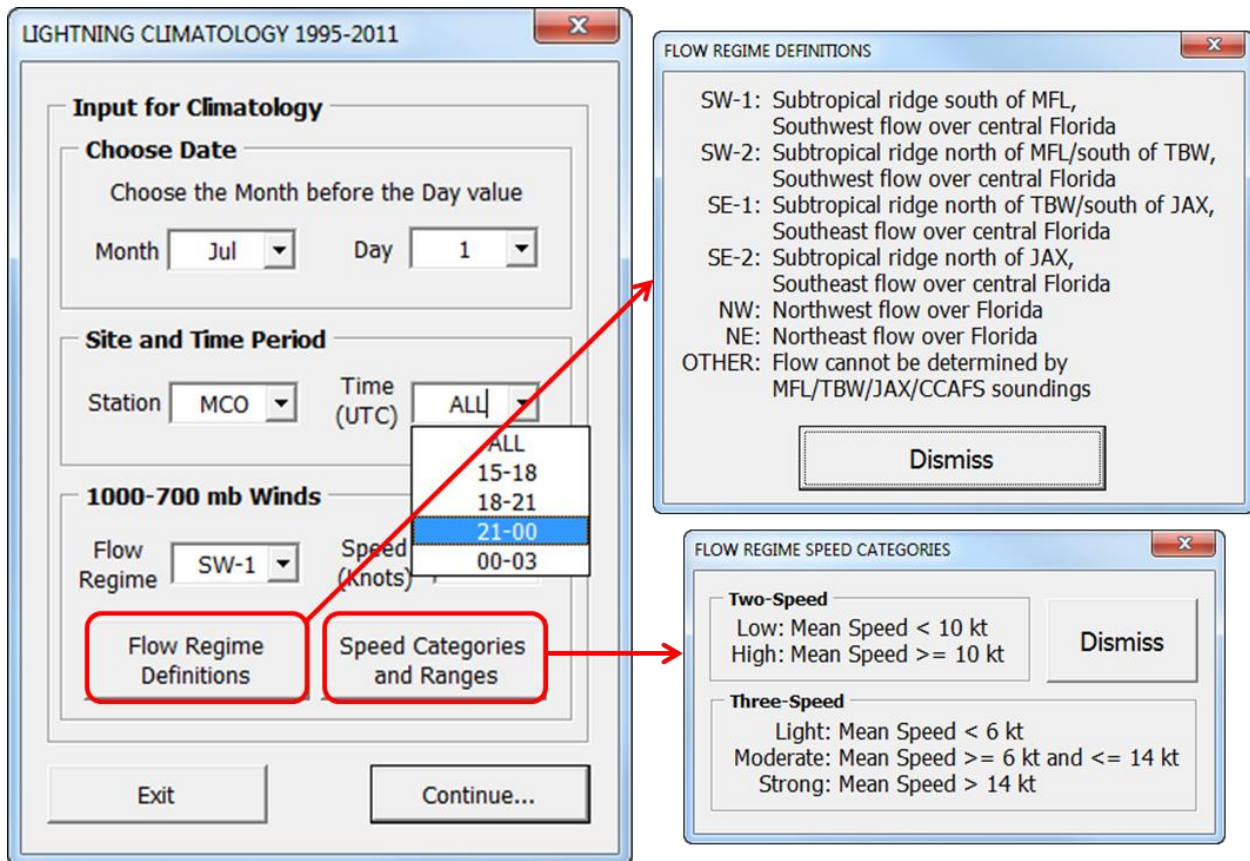 LIGHTNING CLIMATOLOGY 1995-2011
Input for Climatology
Choose Date
Choose the Month before the Day value
Month Jul Day 1
Site and Time Period
Station MCO Time (UTC) ALL
ALL
15-18
18-21
21-00
00-03
1000-700 mb Winds
Flow Regime SW-1 Speed (Knots)
Flow Regime
Definitions
Speed Categories
and Ranges
Exit
Continue...
FLOW REGIME DEFINITIONS
SW-1: Subtropical ridge south of MFL,
Southwest flow over central Florida
SW-2: Subtropical ridge north of MFL/south of TBW,
Southwest flow over central Florida
SE-1: Subtropical ridge north of TBW/south of JAX,
Southeast flow over central Florida
SE-2: Subtropical ridge north of JAX,
Southeast flow over central Florida
NW: Northwest flow over Florida
NE: Northeast flow over Florida
OTHER: Flow cannot be determined by
MFL/TBW/JAX/CCAFS soundings
Dismiss
FLOW REGIME SPEED CATEGORIES
Two-Speed
Low: Mean Speed < 10 kt
High: Mean Speed >= 10 kt
Dismiss
Three-Speed
Light: Mean Speed < 6 kt
Moderate: Mean Speed >= 6 kt and <= 14 kt
Strong: Mean Speed > 14 kt